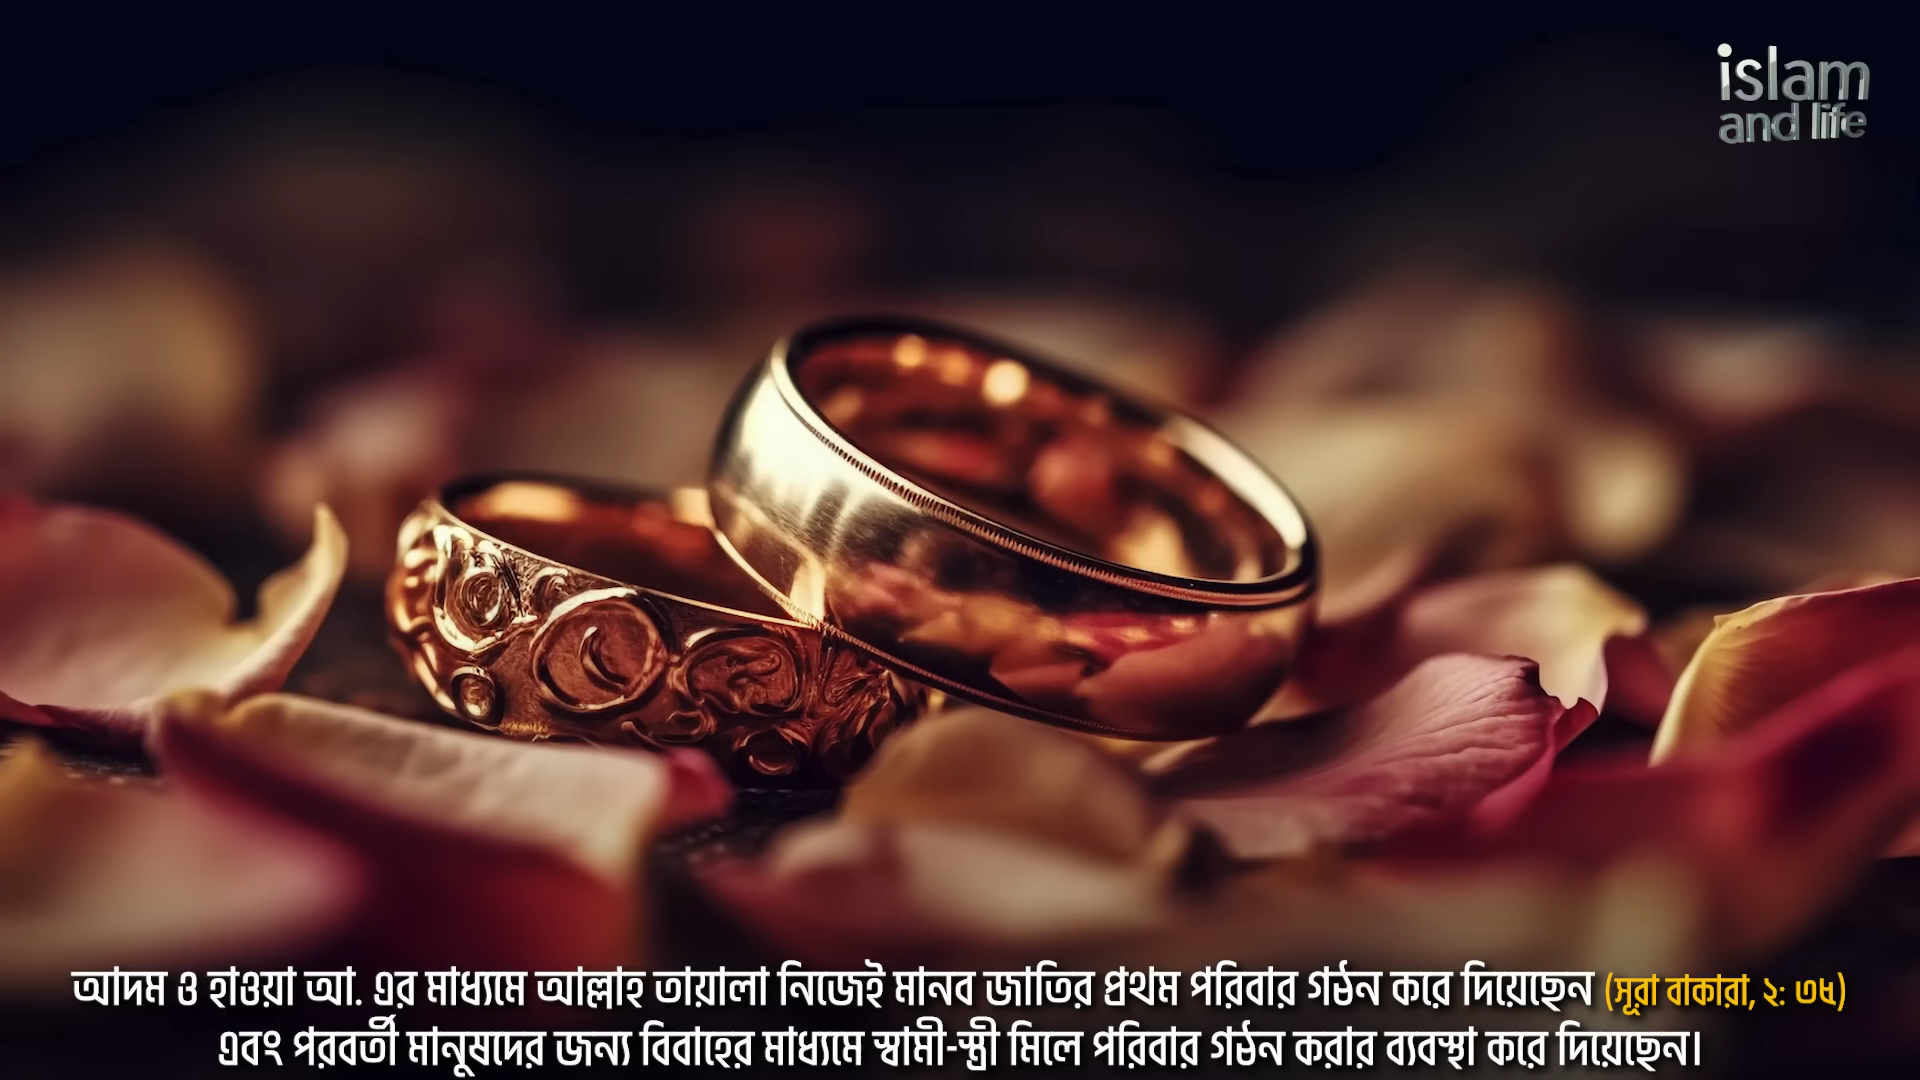 islam
and life
আদম ও হাওয়া আ. এর মাধ্যমে আল্লাহ তায়ালা নিজেই মানব জাতির প্রথম পরিবার গঠন করে দিয়েছেন (সূরা বাকারা, ২: ৩৫)
এবং পরবর্তী মানুষদের জন্য বিবাহের মাধ্যমে স্বামী-স্ত্রী মিলে পরিবার গঠন করার ব্যবস্থা করে দিয়েছেন।